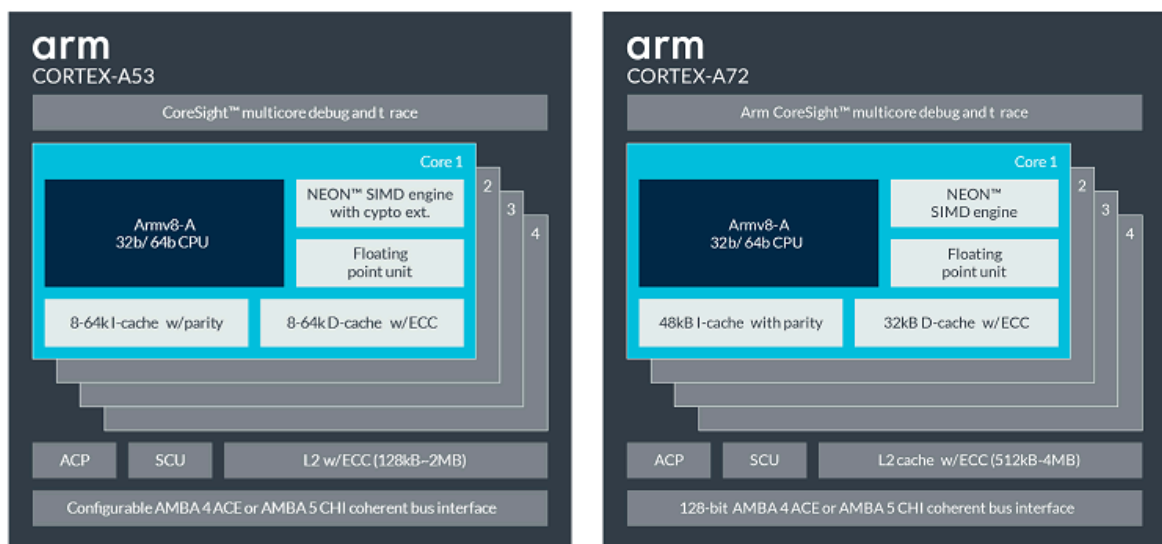 arm
CORTEX-A53
CoreSight™ multicore debug and t race
Core 1
2
3
4
Armv8-A
32b/ 64b CPU
NEON™ SIMD engine
with cypto ext.
Floating
point unit
8-64k I-cache w/parity
8-64k D-cache w/ECC
ACP
SCU
L2 w/ECC (128kB~2MB)
Configurable AMBA 4 ACE or AMBA 5 CHI coherent bus interface
arm
CORTEX-A72
Arm CoreSight™ multicore debug and t race
Core 1
2
3
4
Armv8-A
32b/ 64b CPU
NEON™
SIMD engine
Floating
point unit
48kB I-cache with parity
32kB D-cache w/ECC
ACP
SCU
L2 cache w/ECC (512kB-4MB)
128-bit AMBA 4 ACE or AMBA 5 CHI coherent bus interface